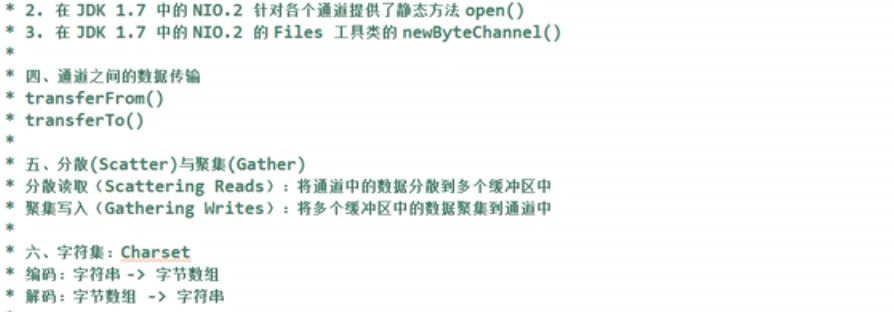 * 2. 在 JDK 1.7 中的 NIO.2 针对各个通道提供了静态方法 open()
* 3. 在 JDK 1.7 中的 NIO.2 的 Files 工具类的 newByteChannel()
*
* 四、通道之间的数据传输
* transferFrom()
* transferTo()
*
* 五、分散(Scatter)与聚集(Gather)
* 分散读取（Scattering Reads）：将通道中的数据分散到多个缓冲区中
* 聚集写入（Gathering Writes）：将多个缓冲区中的数据聚集到通道中
*
* 六、字符集：Charset
* 编码：字符串 -> 字节数组
* 解码：字节数组 -> 字符串
*